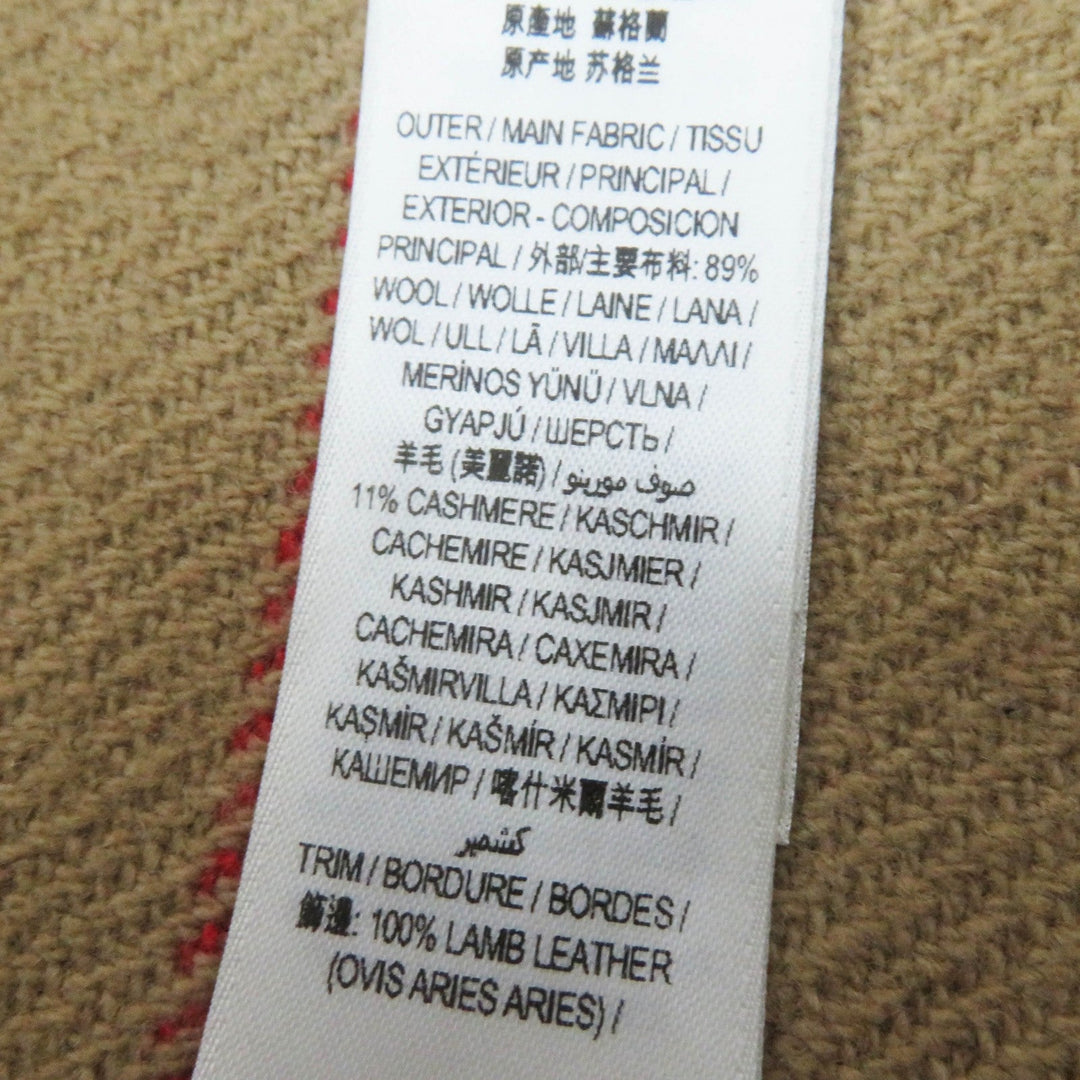 原產地 蘇格蘭
原产地 苏格兰
OUTER / MAIN FABRIC / TISSU
EXTÉRIEUR / PRINCIPAL /
EXTERIOR - COMPOSICION
PRINCIPAL / 外部/主要布料: 89%
WOOL / WOLLE / LAINE / LANA /
WOL / ULL / LÃ / VILLA / ΜΑΛΛΙ /
MERİNOS YÜNÜ / VLNA /
GYAPJÚ / ШЕРСТЬ /
羊毛 (美麗諾) / صوف مورينو
11% CASHMERE / KASCHMIR /
CACHEMIRE / KASJMIER /
KASHMIR / KASJMIR /
CACHEMIRA / CAXEMIRA /
KAŠMIRVILLA / ΚΑΣΜΙΡΙ /
KAŞMİR / KAŠMÍR / KASMÍR /
КАШЕМИР / 喀什米爾羊毛 /
كشمير
TRIM / BORDURE / BORDES /
飾邊: 100% LAMB LEATHER
(OVIS ARIES ARIES) /